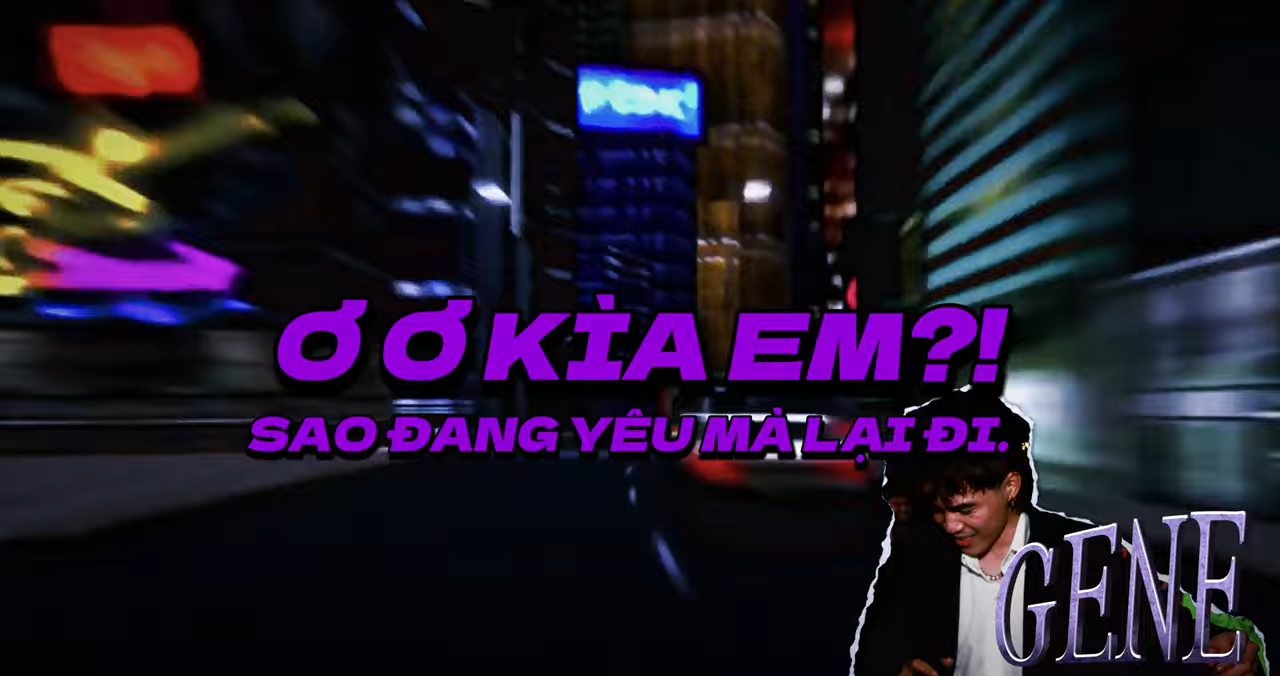 Ơ Ơ KÌA EM?!
SAO ĐANG YÊU MÀ LẠI ĐI.
GENE